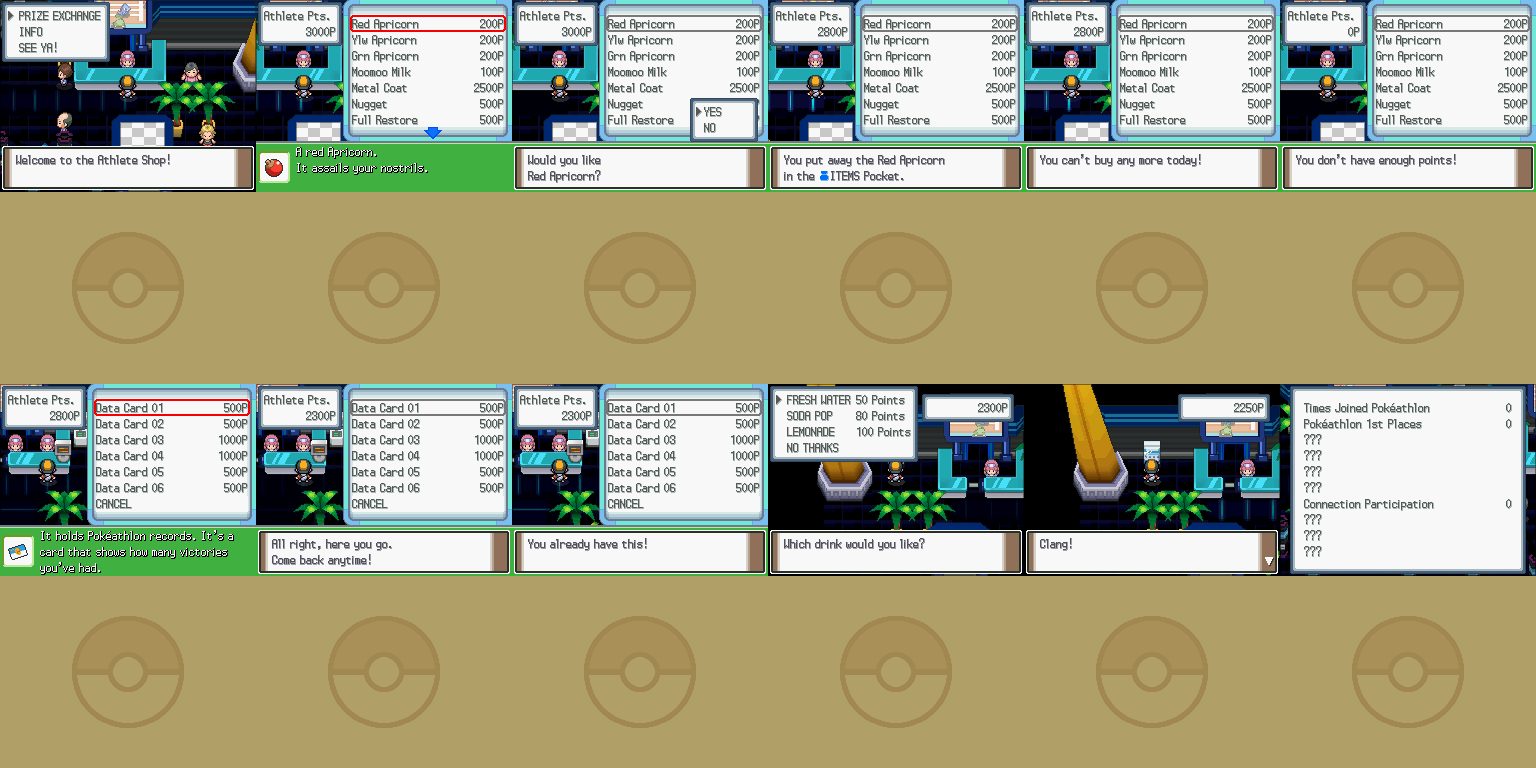 PRIZE EXCHANGE
INFO
SEE YA!
Welcome to the Athlete Shop!
Athlete Pts.
3000P
Red Apricorn 200P
Ylw Apricorn 200P
Grn Apricorn 200P
Moomoo Milk 100P
Metal Coat 2500P
Nugget 500P
Full Restore 500P
A red Apricorn.
It assails your nostrils.
Athlete Pts.
3000P
Red Apricorn 200P
Ylw Apricorn 200P
Grn Apricorn 200P
Moomoo Milk 100P
Metal Coat 2500P
Nugget
Full Restore
YES
NO
Would you like
Red Apricorn?
Athlete Pts.
2800P
Red Apricorn 200P
Ylw Apricorn 200P
Grn Apricorn 200P
Moomoo Milk 100P
Metal Coat 2500P
Nugget 500P
Full Restore 500P
You put away the Red Apricorn
in the ITEMS Pocket.
Athlete Pts.
2800P
Red Apricorn 200P
Ylw Apricorn 200P
Grn Apricorn 200P
Moomoo Milk 100P
Metal Coat 2500P
Nugget 500P
Full Restore 500P
You can't buy any more today!
Athlete Pts.
0P
Red Apricorn 200P
Ylw Apricorn 200P
Grn Apricorn 200P
Moomoo Milk 100P
Metal Coat 2500P
Nugget 500P
Full Restore 500P
You don't have enough points!
Athlete Pts.
2800P
Data Card 01 500P
Data Card 02 500P
Data Card 03 1000P
Data Card 04 1000P
Data Card 05 500P
Data Card 06 500P
CANCEL
It holds Pokéathlon records. It's a
card that shows how many victories
you've had.
Athlete Pts.
2300P
Data Card 01 500P
Data Card 02 500P
Data Card 03 1000P
Data Card 04 1000P
Data Card 05 500P
Data Card 06 500P
CANCEL
All right, here you go.
Come back anytime!
Athlete Pts.
2300P
Data Card 01 500P
Data Card 02 500P
Data Card 03 1000P
Data Card 04 1000P
Data Card 05 500P
Data Card 06 500P
CANCEL
You already have this!
FRESH WATER 50 Points
SODA POP 80 Points
LEMONADE 100 Points
NO THANKS
2300P
Which drink would you like?
2250P
Clang!
Times Joined Pokéathlon 0
Pokéathlon 1st Places 0
???
???
???
???
Connection Participation 0
???
???
???